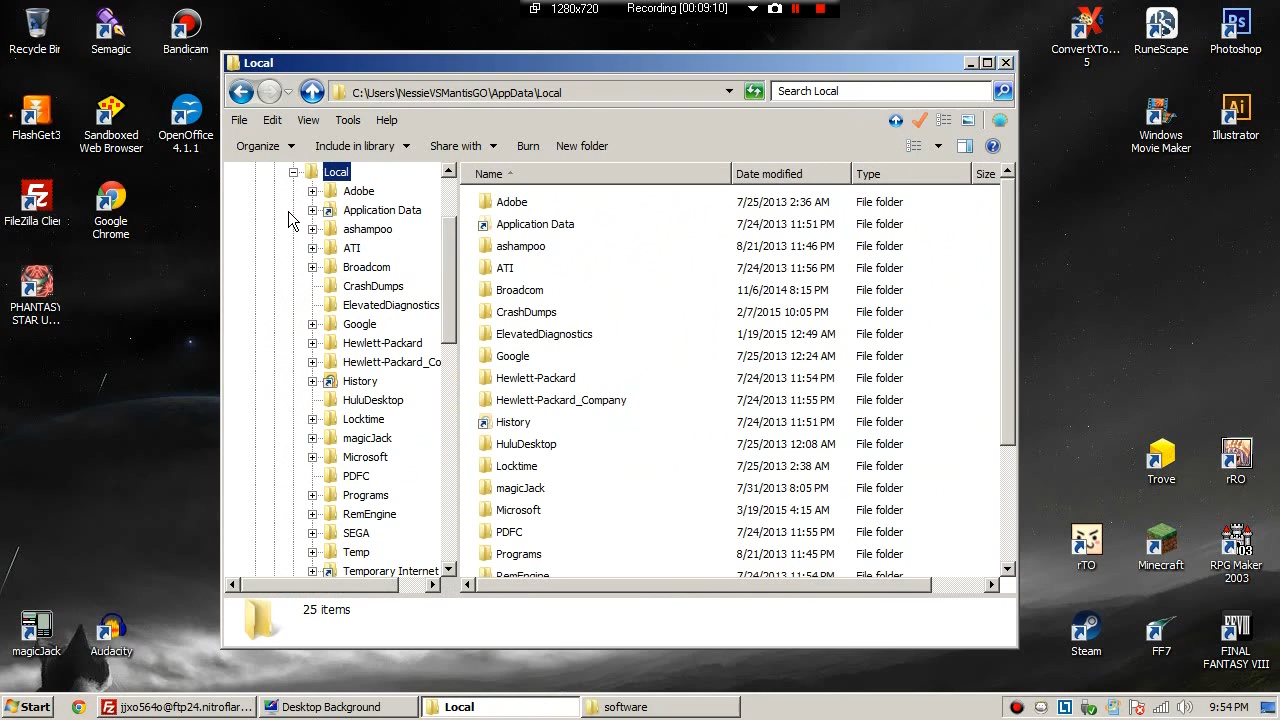 1280x720
Recording [00:09:10]
Recycle Bin
Semagic
Bandicam
ConvertXTo...
5
RuneScape
Photoshop
FlashGet3
Sandboxed
Web Browser
OpenOffice
4.1.1
Windows
Movie Maker
Illustrator
FileZilla Client
Google
Chrome
PHANTASY
STAR U...
Trove
rRO
rTO
Minecraft
RPG Maker
2003
magicJack
Audacity
Steam
FF7
FINAL
FANTASY VIII
Local
C:\Users\NessieVSMantisGO\AppData\Local
Search Local
File Edit View Tools Help
Organize Include in library Share with Burn New folder
Local
Adobe
Application Data
ashampoo
ATI
Broadcom
CrashDumps
ElevatedDiagnostics
Google
Hewlett-Packard
Hewlett-Packard_Co
History
HuluDesktop
Locktime
magicJack
Microsoft
PDFC
Programs
RemEngine
SEGA
Temp
Temporary Internet
Name Date modified Type Size
Adobe 7/25/2013 2:36 AM File folder
Application Data 7/24/2013 11:51 PM File folder
ashampoo 8/21/2013 11:46 PM File folder
ATI 7/24/2013 11:56 PM File folder
Broadcom 11/6/2014 8:15 PM File folder
CrashDumps 2/7/2015 10:05 PM File folder
ElevatedDiagnostics 1/19/2015 12:49 AM File folder
Google 7/25/2013 12:24 AM File folder
Hewlett-Packard 7/24/2013 11:54 PM File folder
Hewlett-Packard_Company 7/24/2013 11:55 PM File folder
History 7/24/2013 11:51 PM File folder
HuluDesktop 7/25/2013 12:08 AM File folder
Locktime 7/25/2013 2:38 AM File folder
magicJack 7/31/2013 8:05 PM File folder
Microsoft 3/19/2015 4:15 AM File folder
PDFC 7/24/2013 11:55 PM File folder
Programs 8/21/2013 11:45 PM File folder
RemEngine 7/24/2013 11:54 PM File folder
25 items
Start
jjxo564o@ftp24.nitroflar...
Desktop Background
Local
software
9:54 PM